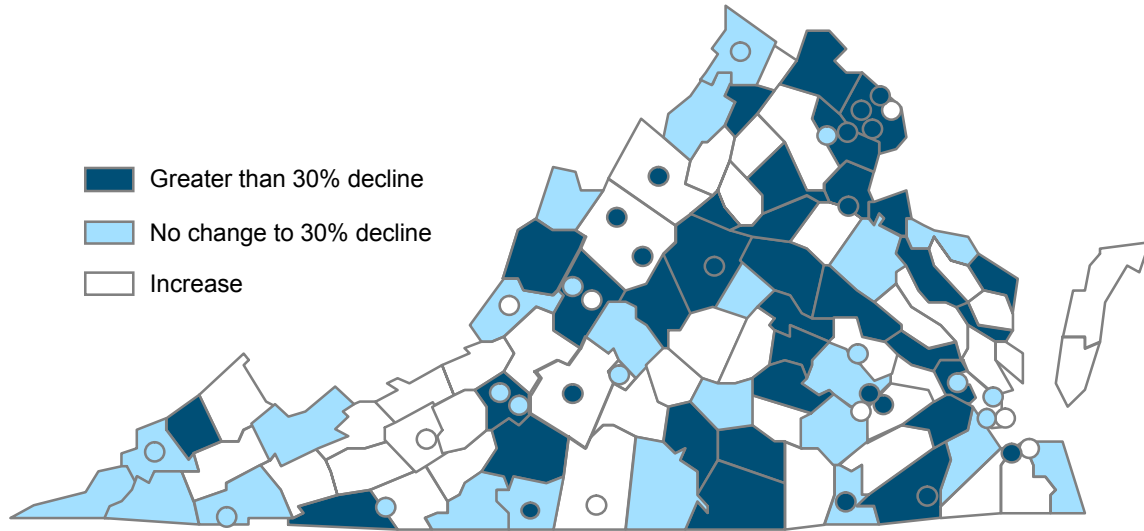 Greater than 30% decline
No change to 30% decline
Increase